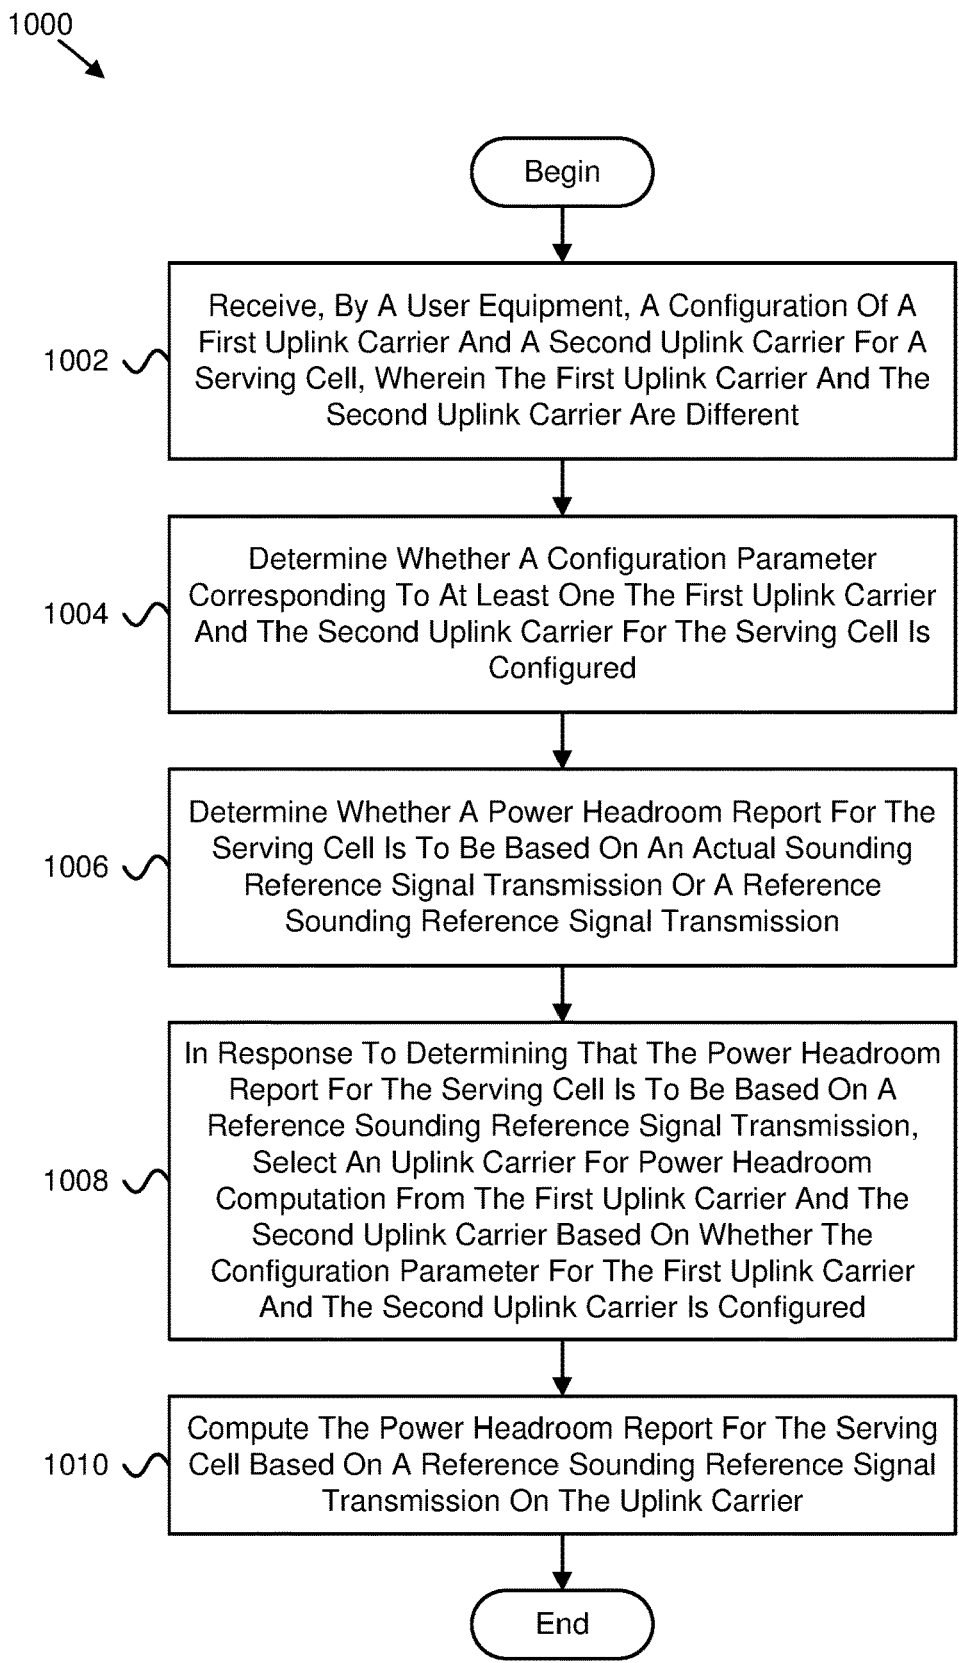 1000
Begin
1002
Receive, By A User Equipment, A Configuration Of A
First Uplink Carrier And A Second Uplink Carrier For A
Serving Cell, Wherein The First Uplink Carrier And The
Second Uplink Carrier Are Different
1004
Determine Whether A Configuration Parameter
Corresponding To At Least One The First Uplink Carrier
And The Second Uplink Carrier For The Serving Cell Is
Configured
1006
Determine Whether A Power Headroom Report For The
Serving Cell Is To Be Based On An Actual Sounding
Reference Signal Transmission Or A Reference
Sounding Reference Signal Transmission
1008
In Response To Determining That The Power Headroom
Report For The Serving Cell Is To Be Based On A
Reference Sounding Reference Signal Transmission,
Select An Uplink Carrier For Power Headroom
Computation From The First Uplink Carrier And The
Second Uplink Carrier Based On Whether The
Configuration Parameter For The First Uplink Carrier
And The Second Uplink Carrier Is Configured
1010
Compute The Power Headroom Report For The Serving
Cell Based On A Reference Sounding Reference Signal
Transmission On The Uplink Carrier
End